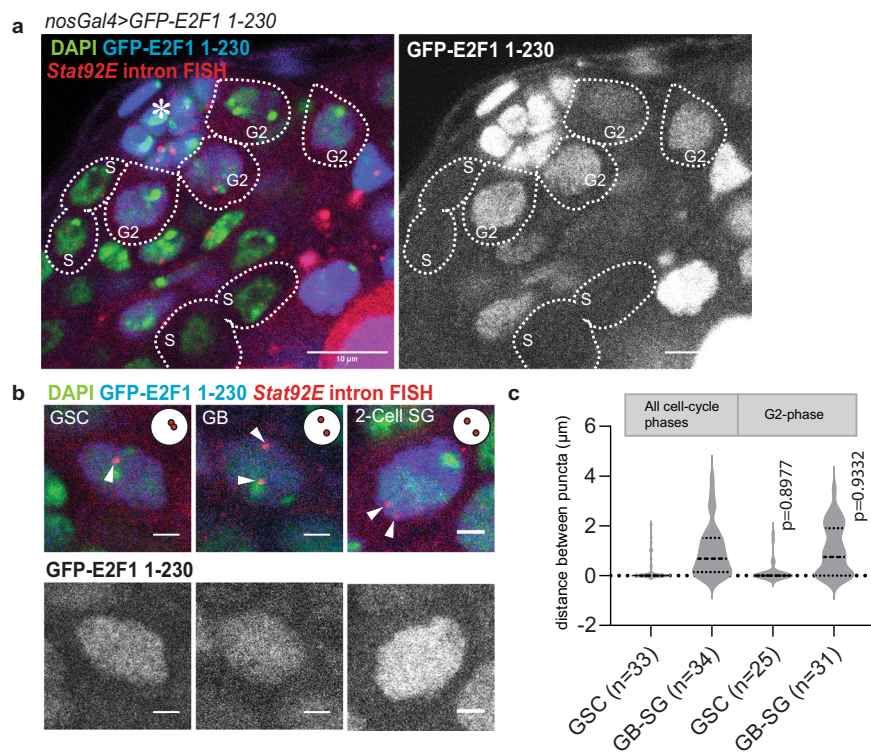 nosGal4>GFP-E2F1 1-230
a
DAPI GFP-E2F1 1-230
Stat92E intron FISH
*
G2
G2
S
G2
G2
S
S
S
10 µm
GFP-E2F1 1-230
G2
G2
S
G2
G2
S
S
S
b
DAPI GFP-E2F1 1-230 Stat92E intron FISH
GSC
GB
2-Cell SG
GFP-E2F1 1-230
c
All cell-cycle
phases
G2-phase
distance between puncta (µm)
6
4
2
0
-2
p=0.8977
p=0.9332
GSC (n=33)
GB-SG (n=34)
GSC (n=25)
GB-SG (n=31)